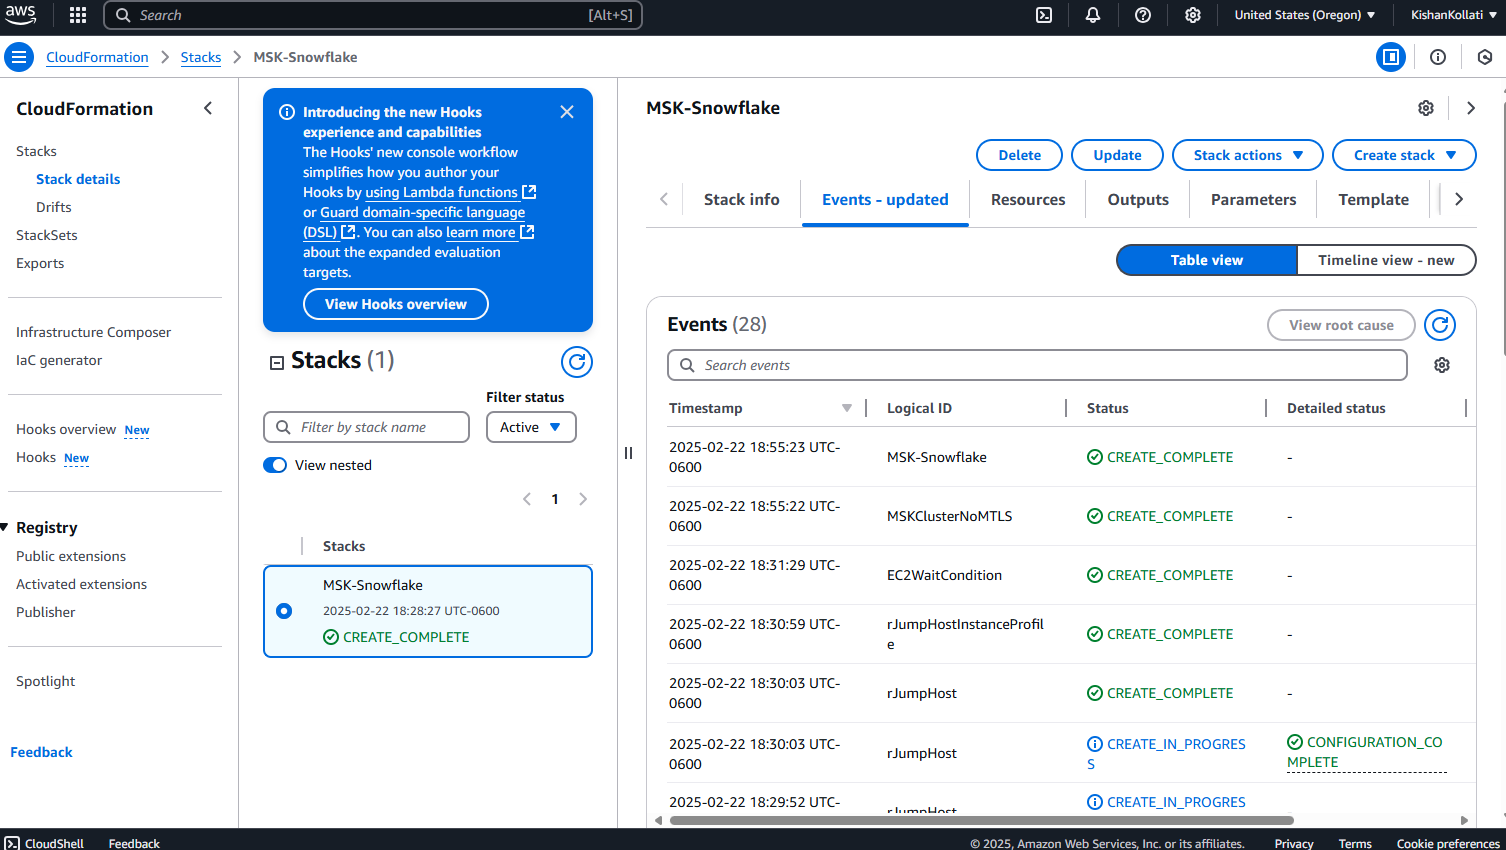 aws
Search
[Alt+S]
United States (Oregon)
KishanKollati
CloudFormation
Stacks
MSK-Snowflake
CloudFormation
Stacks
Stack details
Drifts
StackSets
Exports
Infrastructure Composer
IaC generator
Hooks overview New
Hooks New
Registry
Public extensions
Activated extensions
Publisher
Spotlight
Feedback
Introducing the new Hooks
experience and capabilities
The Hooks' new console workflow
simplifies how you author your
Hooks by using Lambda functions
or Guard domain-specific language
(DSL). You can also learn more
about the expanded evaluation
targets.
View Hooks overview
Stacks (1)
Filter status
Filter by stack name
Active
View nested
1
Stacks
MSK-Snowflake
2025-02-22 18:28:27 UTC-0600
CREATE_COMPLETE
MSK-Snowflake
Delete
Update
Stack actions
Create stack
Stack info
Events - updated
Resources
Outputs
Parameters
Template
Table view
Timeline view - new
Events (28)
View root cause
Search events
Timestamp
Logical ID
Status
Detailed status
2025-02-22 18:55:23 UTC-
0600
MSK-Snowflake
CREATE_COMPLETE
-
2025-02-22 18:55:22 UTC-
0600
MSKClusterNoMTLS
CREATE_COMPLETE
-
2025-02-22 18:31:29 UTC-
0600
EC2WaitCondition
CREATE_COMPLETE
-
2025-02-22 18:30:59 UTC-
0600
rJumpHostInstanceProfil
e
CREATE_COMPLETE
-
2025-02-22 18:30:03 UTC-
0600
rJumpHost
CREATE_COMPLETE
-
2025-02-22 18:30:03 UTC-
0600
rJumpHost
CREATE_IN_PROGRES
S
CONFIGURATION_CO
MPLETE
2025-02-22 18:29:52 UTC-
rJumpHost
CREATE_IN_PROGRES
CloudShell
Feedback
© 2025, Amazon Web Services, Inc. or its affiliates.
Privacy
Terms
Cookie preferences